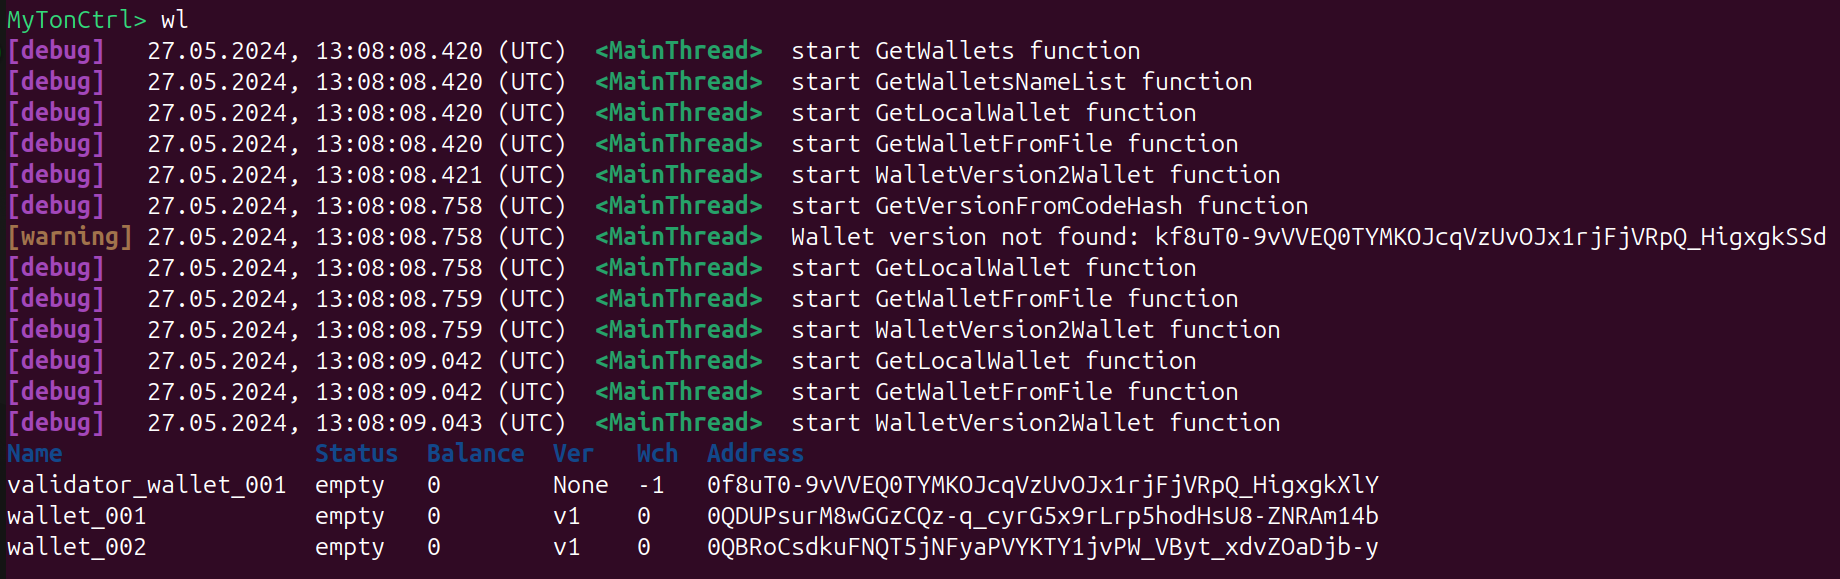 MyTonCtrl> wl
[debug] 27.05.2024, 13:08:08.420 (UTC) <MainThread> start GetWallets function
[debug] 27.05.2024, 13:08:08.420 (UTC) <MainThread> start GetWalletsNameList function
[debug] 27.05.2024, 13:08:08.420 (UTC) <MainThread> start GetLocalWallet function
[debug] 27.05.2024, 13:08:08.420 (UTC) <MainThread> start GetWalletFromFile function
[debug] 27.05.2024, 13:08:08.421 (UTC) <MainThread> start WalletVersion2Wallet function
[debug] 27.05.2024, 13:08:08.758 (UTC) <MainThread> start GetVersionFromCodeHash function
[warning] 27.05.2024, 13:08:08.758 (UTC) <MainThread> Wallet version not found: kf8uT0-9vVVEQ0TYMKOJcqVzUvOJx1rjFjVRpQ_HigxgkSSd
[debug] 27.05.2024, 13:08:08.758 (UTC) <MainThread> start GetLocalWallet function
[debug] 27.05.2024, 13:08:08.759 (UTC) <MainThread> start GetWalletFromFile function
[debug] 27.05.2024, 13:08:08.759 (UTC) <MainThread> start WalletVersion2Wallet function
[debug] 27.05.2024, 13:08:09.042 (UTC) <MainThread> start GetLocalWallet function
[debug] 27.05.2024, 13:08:09.042 (UTC) <MainThread> start GetWalletFromFile function
[debug] 27.05.2024, 13:08:09.043 (UTC) <MainThread> start WalletVersion2Wallet function
Name Status Balance Ver Wch Address
validator_wallet_001 empty 0 None -1 0f8uT0-9vVVEQ0TYMKOJcqVzUvOJx1rjFjVRpQ_HigxgkXlY
wallet_001 empty 0 v1 0 0QDUPsurM8wGGzCQz-q_cyrG5x9rLrp5hodHsU8-ZNRAm14b
wallet_002 empty 0 v1 0 0QBRoCsdkuFNQT5jNFyaPVYKTY1jvPW_VByt_xdvZOaDjb-y